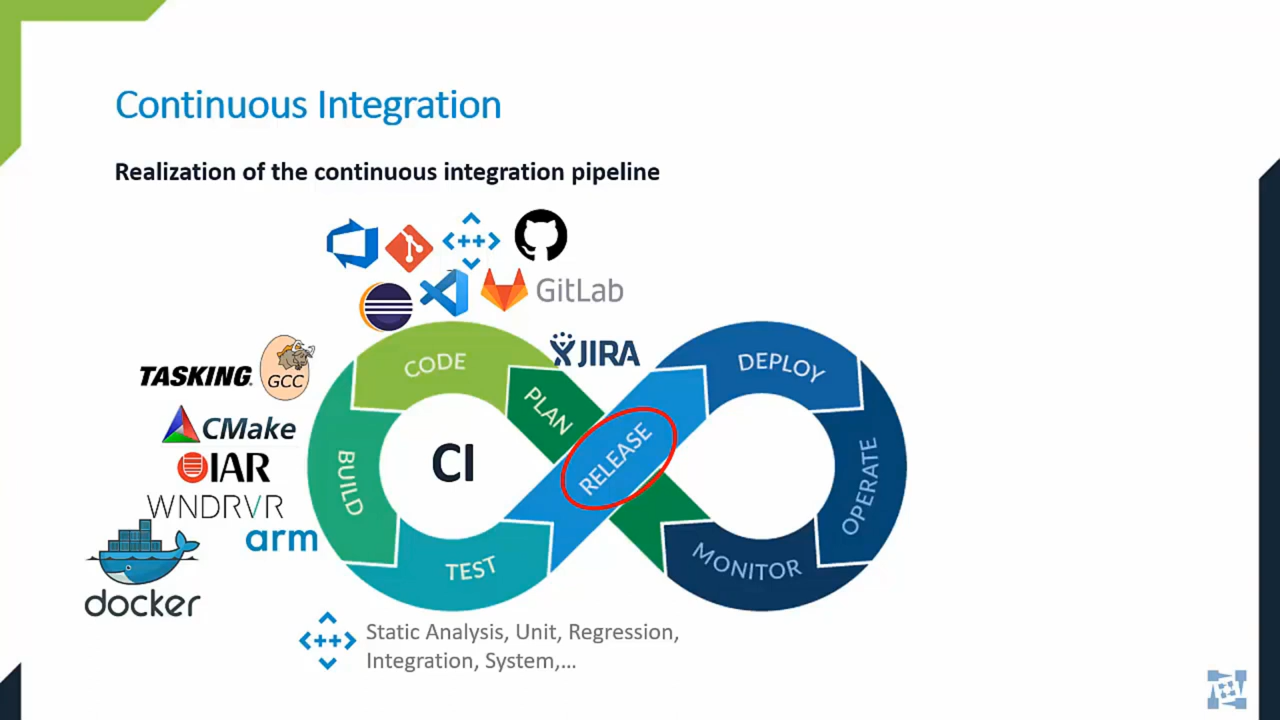 Continuous Integration
Realization of the continuous integration pipeline
<++>
GitLab
JIRA
TASKING.
GCC
CMake
IAR
WNDRVR
arm
docker
CODE
PLAN
BUILD
CI
TEST
RELEASE
DEPLOY
OPERATE
MONITOR
<++>
Static Analysis, Unit, Regression,
Integration, System,...